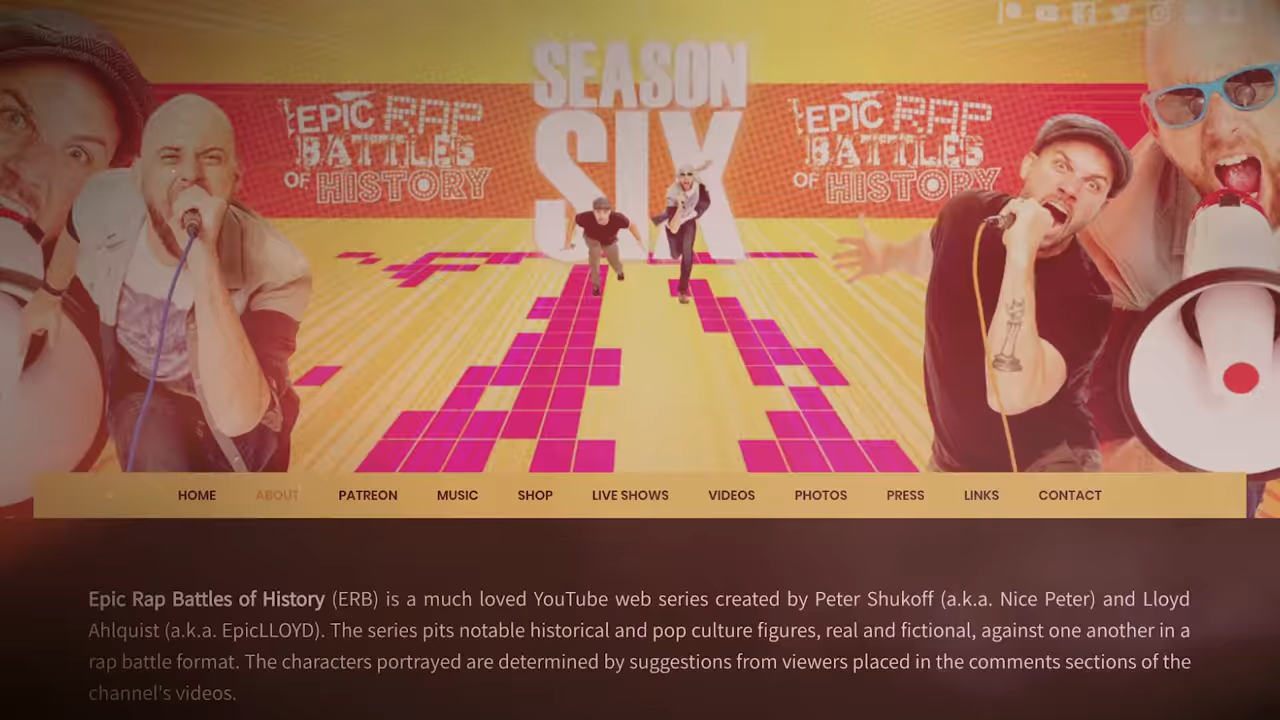 SEASON
SIX
EPIC RAP
BATTLES
OF HISTORY
EPIC RAP
BATTLES
OF HISTORY
HOME ABOUT PATREON MUSIC SHOP LIVE SHOWS VIDEOS PHOTOS PRESS LINKS CONTACT
Epic Rap Battles of History (ERB) is a much loved YouTube web series created by Peter Shukoff (a.k.a. Nice Peter) and Lloyd
Ahlquist (a.k.a. EpicLLOYD). The series pits notable historical and pop culture figures, real and fictional, against one another in a
rap battle format. The characters portrayed are determined by suggestions from viewers placed in the comments sections of the
channel's videos.